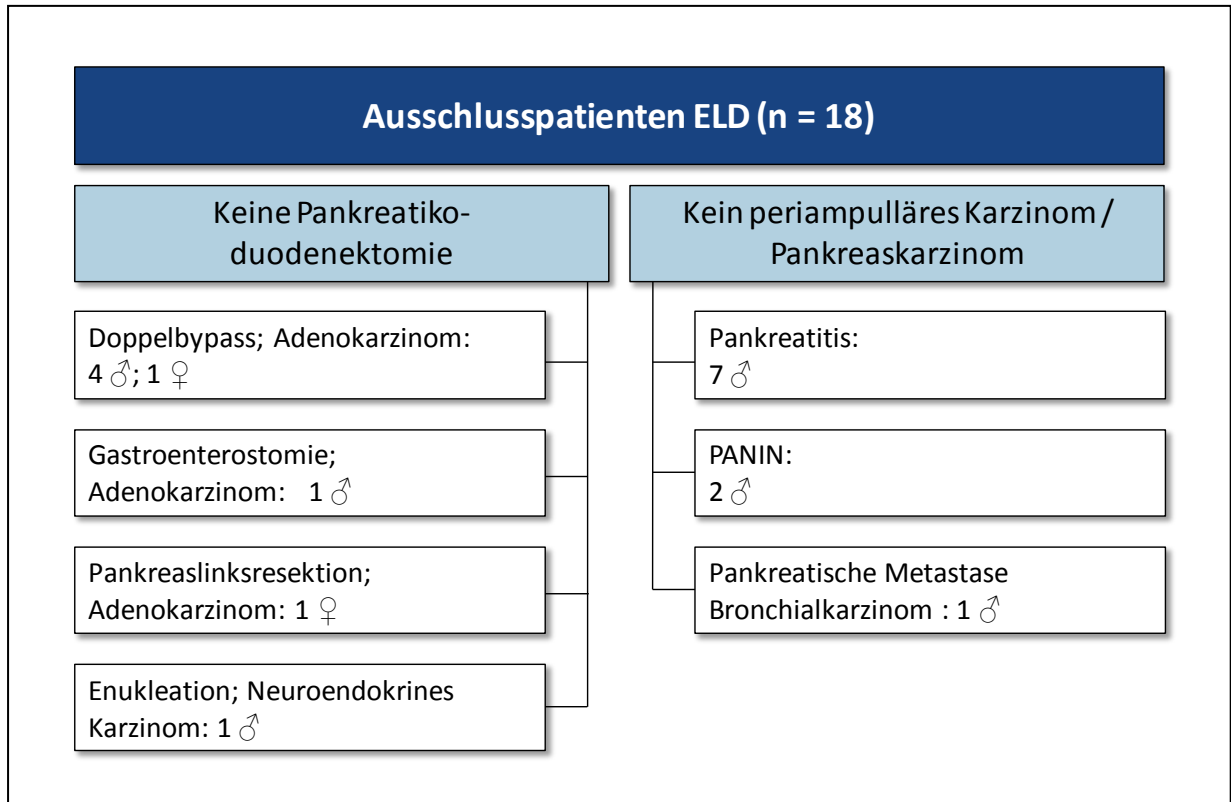 Ausschlusspatienten ELD (n = 18)
Keine Pankreatiko-
duodenektomie
Doppelbypass; Adenokarzinom:
4 ♂; 1 ♀
Gastroenterostomie;
Adenokarzinom: 1 ♂
Pankreaslinksresektion;
Adenokarzinom: 1 ♀
Enukleation; Neuroendokrines
Karzinom: 1 ♂
Kein periampulläres Karzinom /
Pankreaskarzinom
Pankreatitis:
7 ♂
PANIN:
2 ♂
Pankreatische Metastase
Bronchialkarzinom : 1 ♂